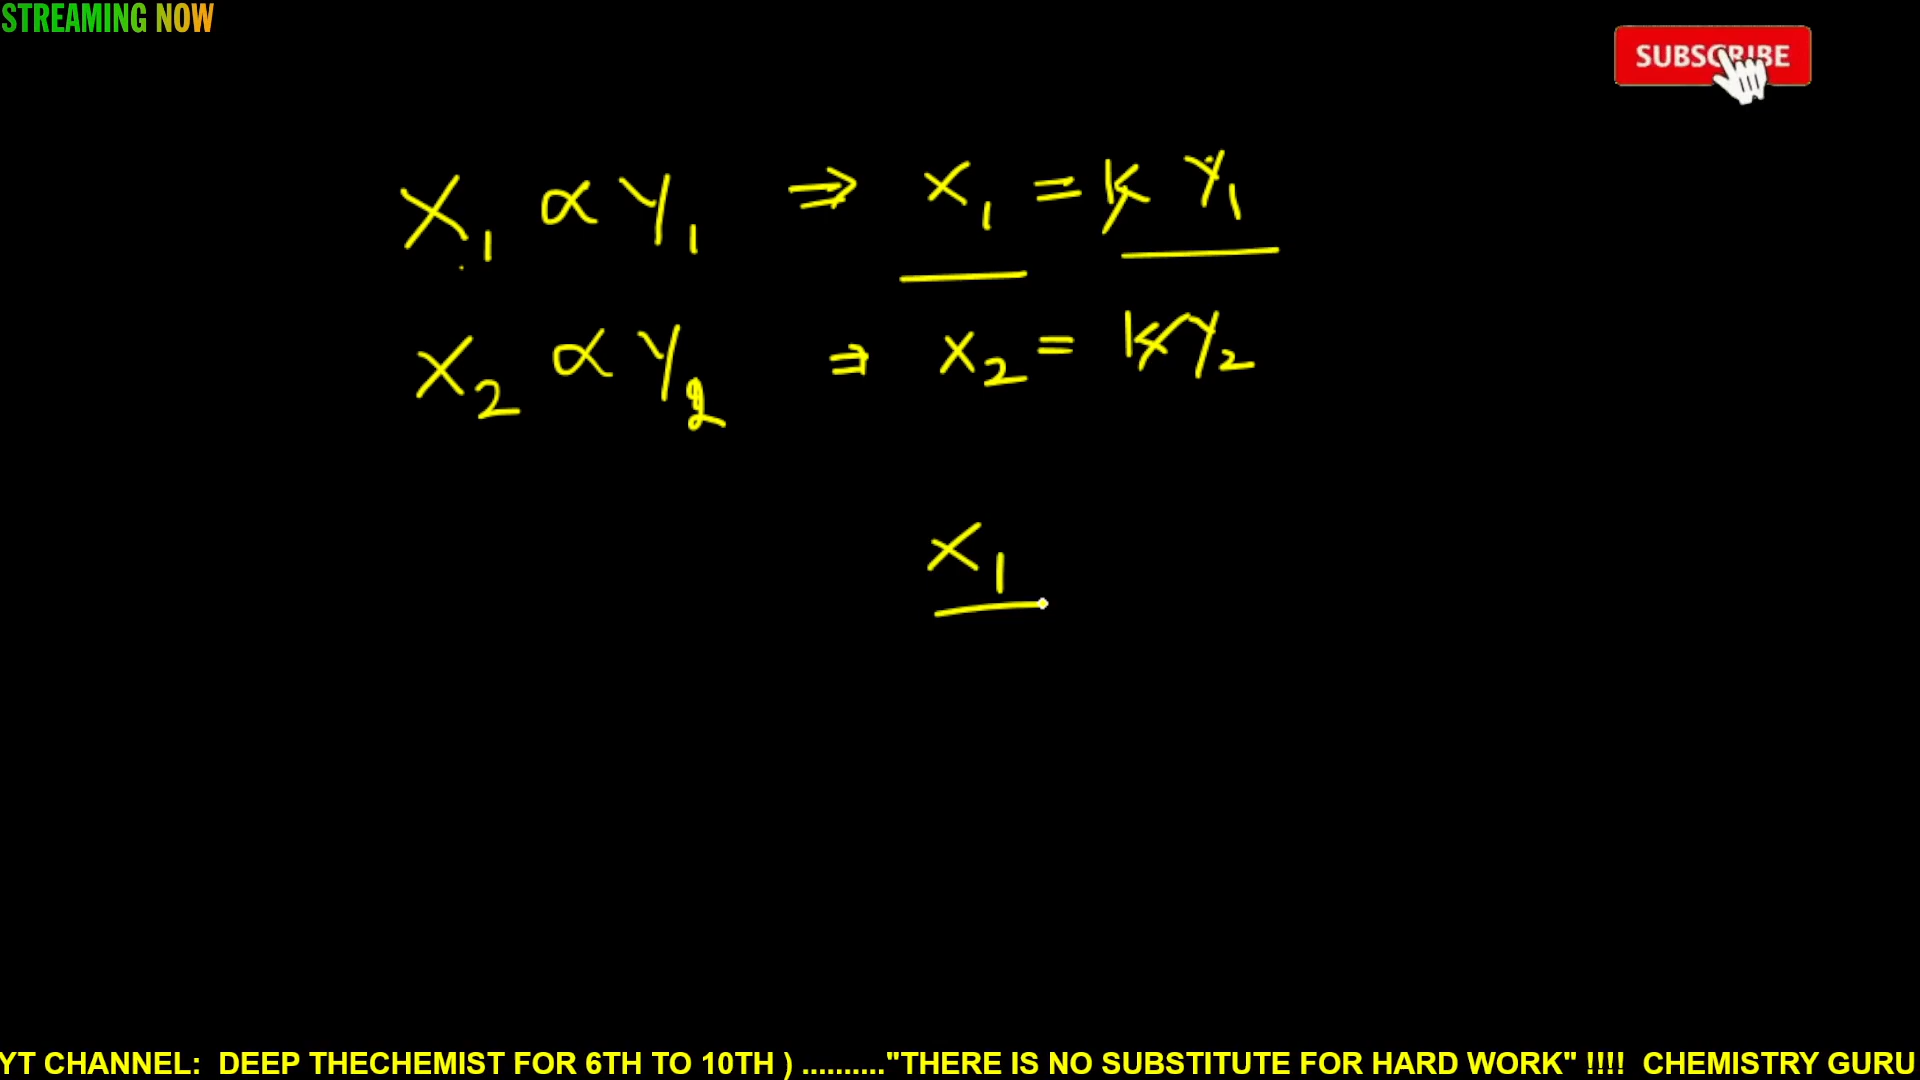 STREAMING NOW
SUBSCRIBE
X₁ ∝ Y₁ ⇒ X₁ = K Y₁
X₂ ∝ Y₂ ⇒ X₂ = K Y₂
X₁
YT CHANNEL: DEEP THECHEMIST FOR 6TH TO 10TH ) .........."THERE IS NO SUBSTITUTE FOR HARD WORK" !!!! CHEMISTRY GURU